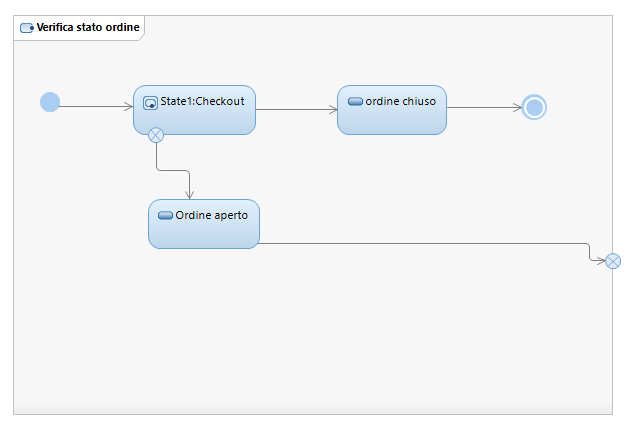 Verifica stato ordine
State1:Checkout
ordine chiuso
Ordine aperto